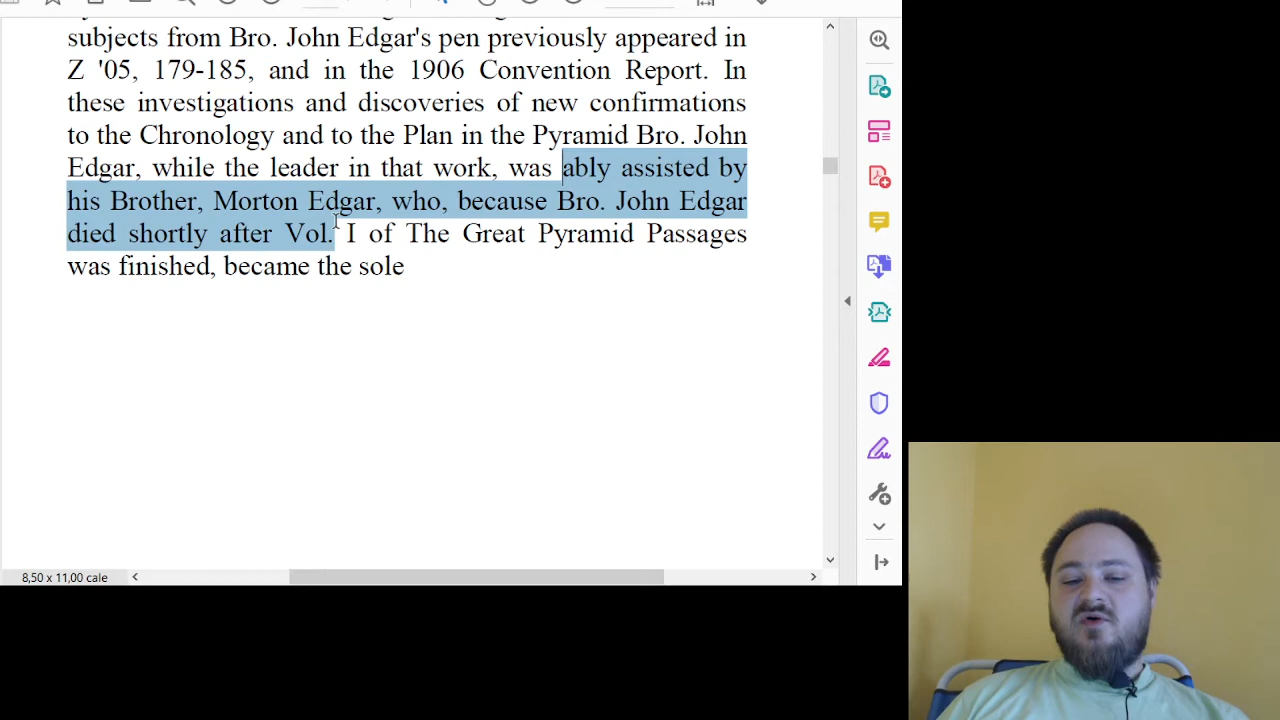 subjects from Bro. John Edgar's pen previously appeared in
Z '05, 179-185, and in the 1906 Convention Report. In
these investigations and discoveries of new confirmations
to the Chronology and to the Plan in the Pyramid Bro. John
Edgar, while the leader in that work, was ably assisted by
his Brother, Morton Edgar, who, because Bro. John Edgar
died shortly after Vol. I of The Great Pyramid Passages
was finished, became the sole
8,50 x 11,00 cale